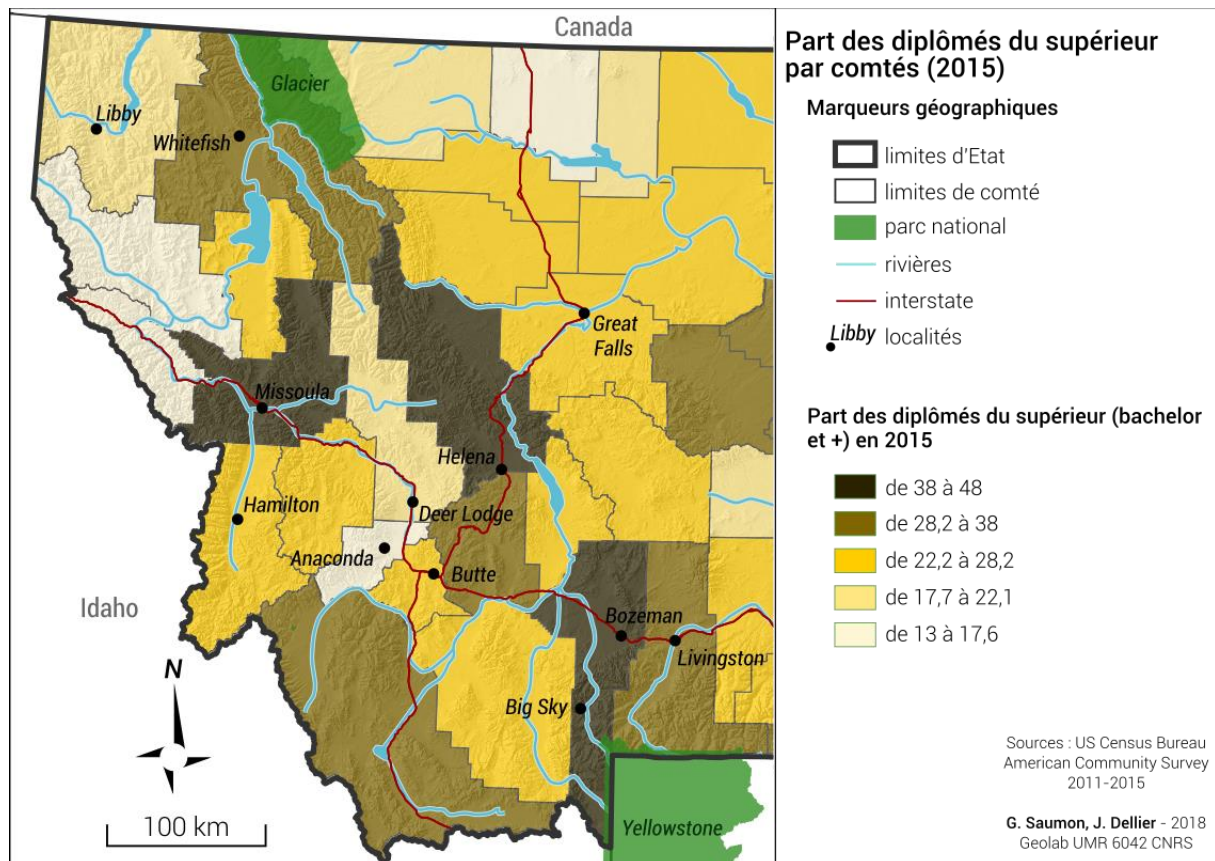 Canada
Glacier
Libby
Whitefish
Great
Falls
Missoula
Helena
Hamilton
Deer Lodge
Anaconda
Butte
Idaho
Bozeman
Livingston
Big Sky
N
100 km
Yellowstone
Part des diplômés du supérieur
par comtés (2015)
Marqueurs géographiques
limites d'Etat
limites de comté
parc national
rivières
interstate
Libby localités
Part des diplômés du supérieur (bachelor
et +) en 2015
de 38 à 48
de 28,2 à 38
de 22,2 à 28,2
de 17,7 à 22,1
de 13 à 17,6
Sources : US Census Bureau
American Community Survey
2011-2015
G. Saumon, J. Dellier - 2018
Geolab UMR 6042 CNRS